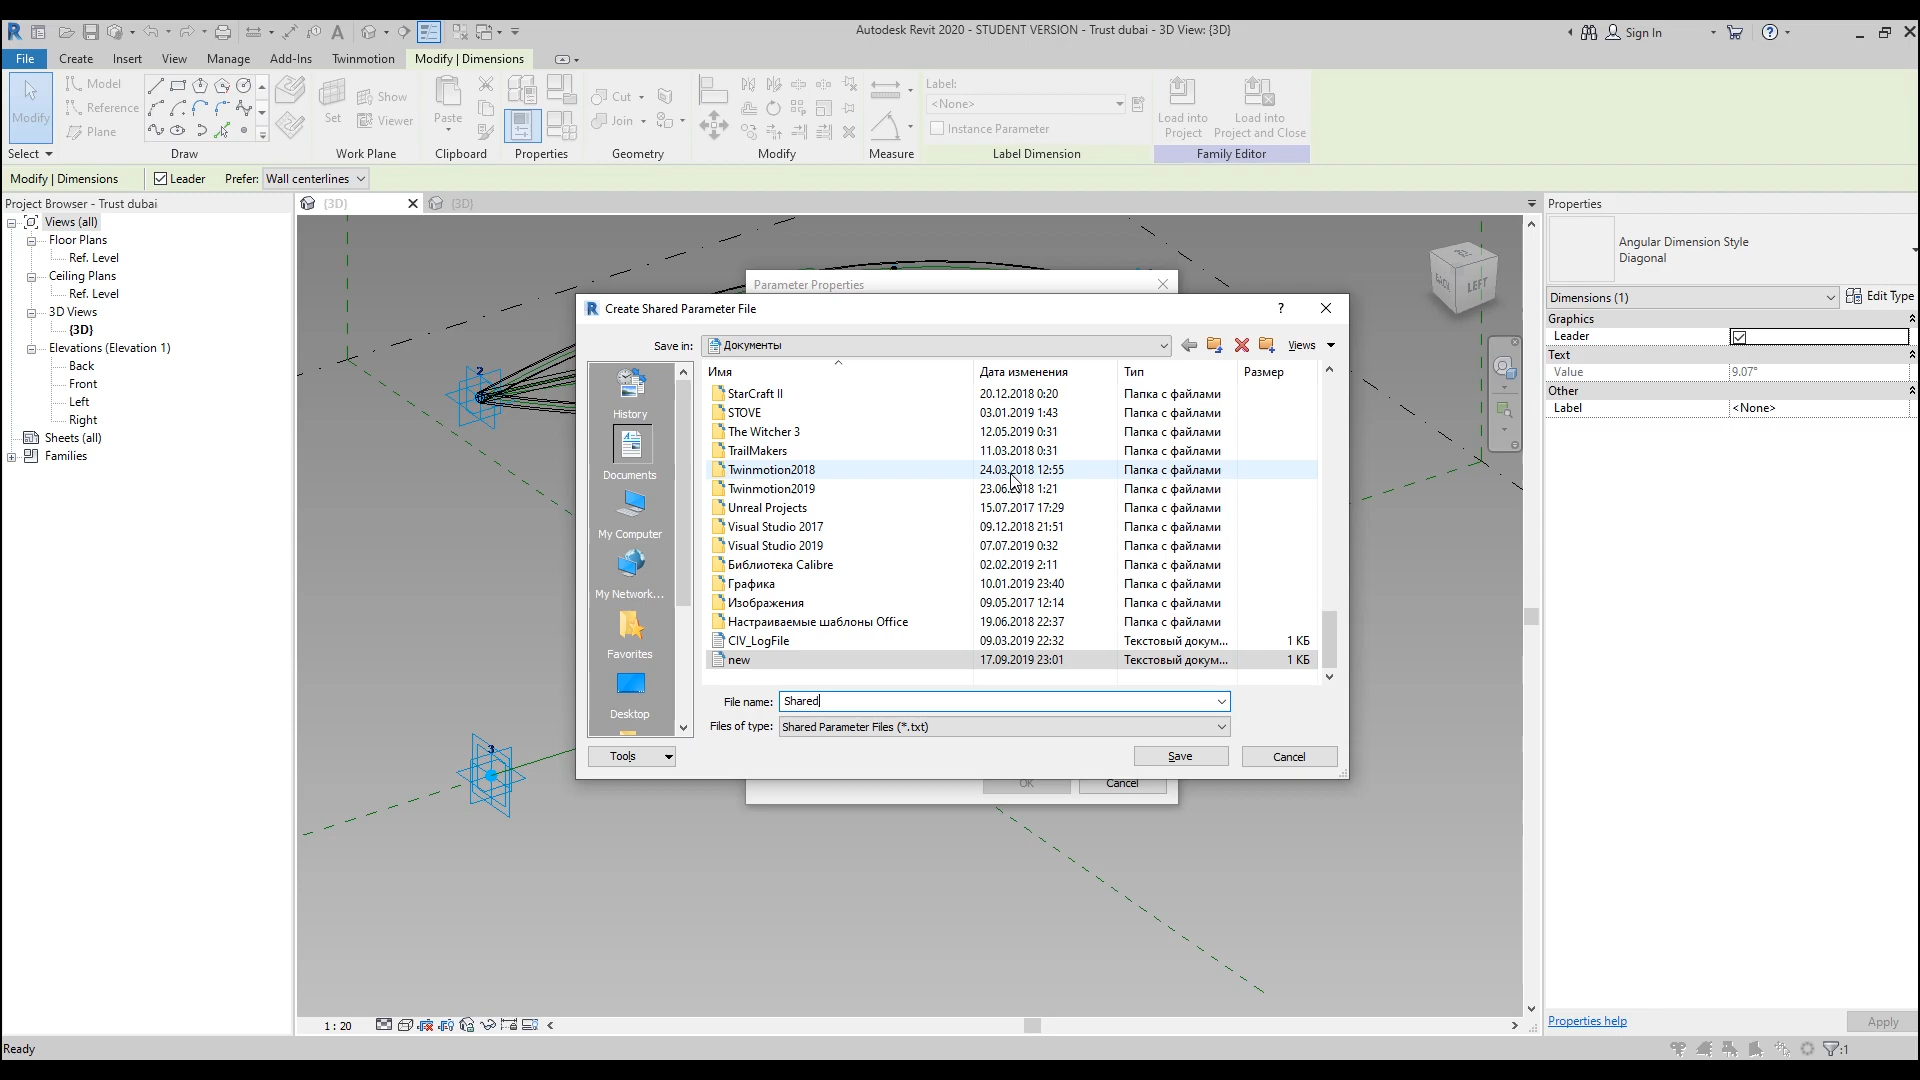 Autodesk Revit 2020 - STUDENT VERSION - Trust dubai - 3D View: {3D}
Sign In
File Create Insert View Manage Add-Ins Twinmotion Modify | Dimensions
Modify
Model
Reference
Plane
Set
Show
Viewer
Paste
Cut
Join
Label:
<None>
Instance Parameter
Load into
Project
Load into
Project and Close
Select Draw Work Plane Clipboard Properties Geometry Modify Measure Label Dimension Family Editor
Modify | Dimensions Leader Prefer: Wall centerlines
Project Browser - Trust dubai
Views (all)
Floor Plans
Ref. Level
Ceiling Plans
Ref. Level
3D Views
{3D}
Elevations (Elevation 1)
Back
Front
Left
Right
Sheets (all)
Families
{3D}
{3D}
LEFT
2
3
Parameter Properties
OK Cancel
Create Shared Parameter File
Save in: Документы Views
History
Documents
My Computer
My Network...
Favorites
Desktop
Имя Дата изменения Тип Размер
StarCraft II 20.12.2018 0:20 Папка с файлами
STOVE 03.01.2019 1:43 Папка с файлами
The Witcher 3 12.05.2019 0:31 Папка с файлами
TrailMakers 11.03.2018 0:31 Папка с файлами
Twinmotion2018 24.03.2018 12:55 Папка с файлами
Twinmotion2019 23.06.2018 1:21 Папка с файлами
Unreal Projects 15.07.2017 17:29 Папка с файлами
Visual Studio 2017 09.12.2018 21:51 Папка с файлами
Visual Studio 2019 07.07.2019 0:32 Папка с файлами
Библиотека Calibre 02.02.2019 2:11 Папка с файлами
Графика 10.01.2019 23:40 Папка с файлами
Изображения 09.05.2017 12:14 Папка с файлами
Настраиваемые шаблоны Office 19.06.2018 22:37 Папка с файлами
CIV_LogFile 09.03.2019 22:32 Текстовый докум... 1 КБ
new 17.09.2019 23:01 Текстовый докум... 1 КБ
File name: Shared
Files of type: Shared Parameter Files (*.txt)
Tools Save Cancel
Properties
Angular Dimension Style
Diagonal
Dimensions (1) Edit Type
Graphics
Leader
Text
Value 9.07°
Other
Label <None>
Properties help Apply
1 : 20
Ready
:1